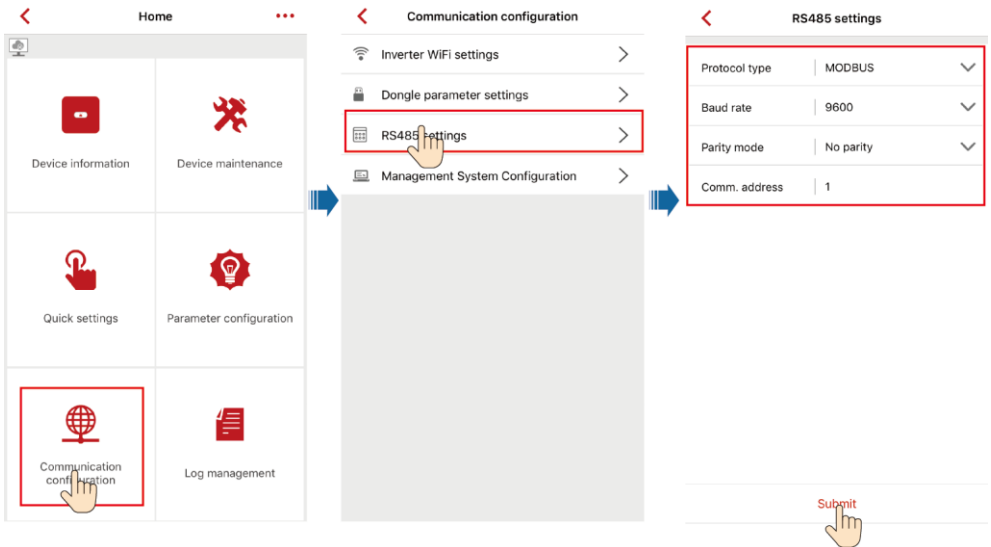 Home
Device information
Device maintenance
Quick settings
Parameter configuration
Communication
configuration
Log management
Communication configuration
Inverter WiFi settings
Dongle parameter settings
RS485 settings
Management System Configuration
RS485 settings
Protocol type MODBUS
Baud rate 9600
Parity mode No parity
Comm. address 1
Submit